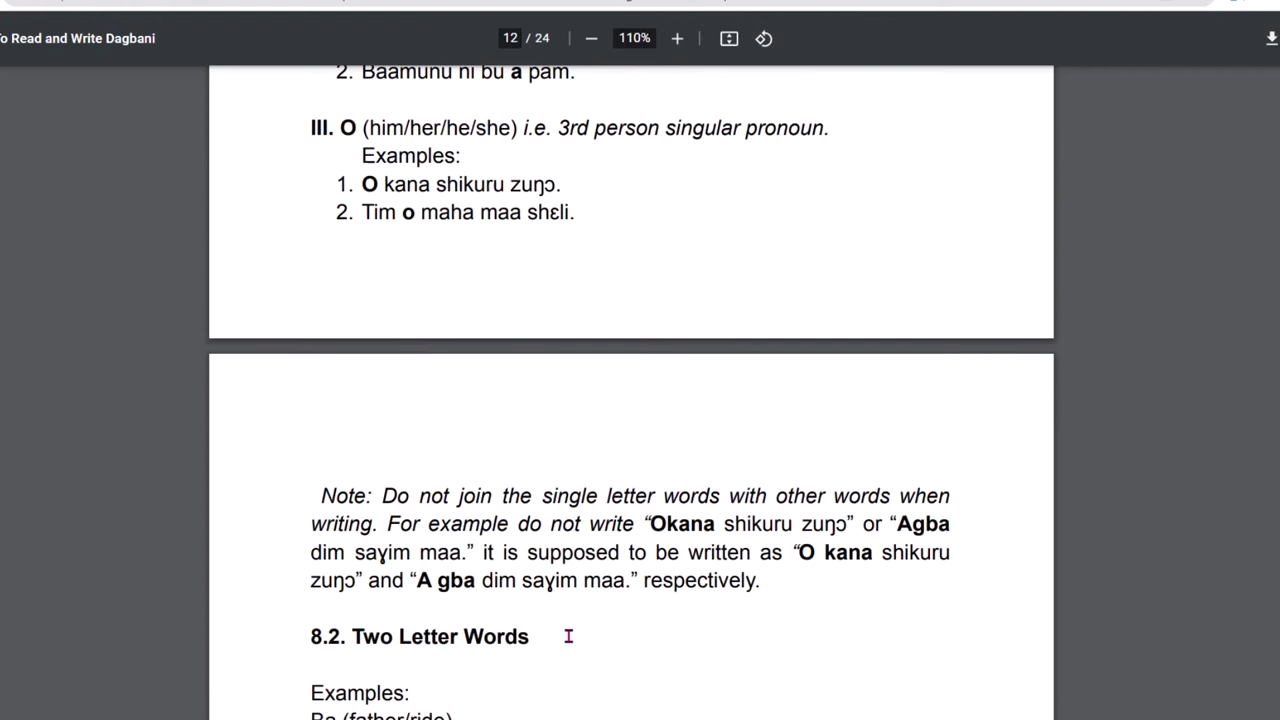 o Read and Write Dagbani
12 / 24
110%
2. Baamunu ni bu a pam.
III. O (him/her/he/she) i.e. 3rd person singular pronoun.
Examples:
1. O kana shikuru zuŋɔ.
2. Tim o maha maa shɛli.
Note: Do not join the single letter words with other words when
writing. For example do not write “Okana shikuru zuŋɔ” or “Agba
dim saɣim maa.” it is supposed to be written as “O kana shikuru
zuŋɔ” and “A gba dim saɣim maa.” respectively.
8.2. Two Letter Words
Examples:
Ba (father/ride)